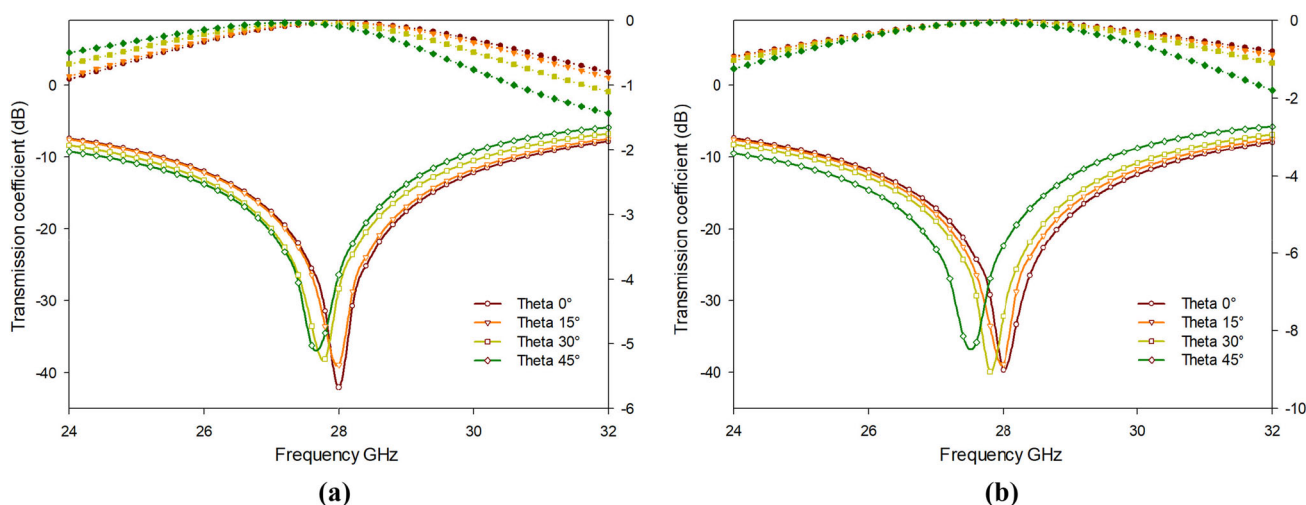 Transmission coefficient (dB)
0
-10
-20
-30
-40
0
-1
-2
-3
-4
-5
-6
Theta 0°
Theta 15°
Theta 30°
Theta 45°
24
26
28
30
32
Frequency GHz
(a)
Transmission coefficient (dB)
0
-10
-20
-30
-40
0
-2
-4
-6
-8
-10
Theta 0°
Theta 15°
Theta 30°
Theta 45°
24
26
28
30
32
Frequency GHz
(b)